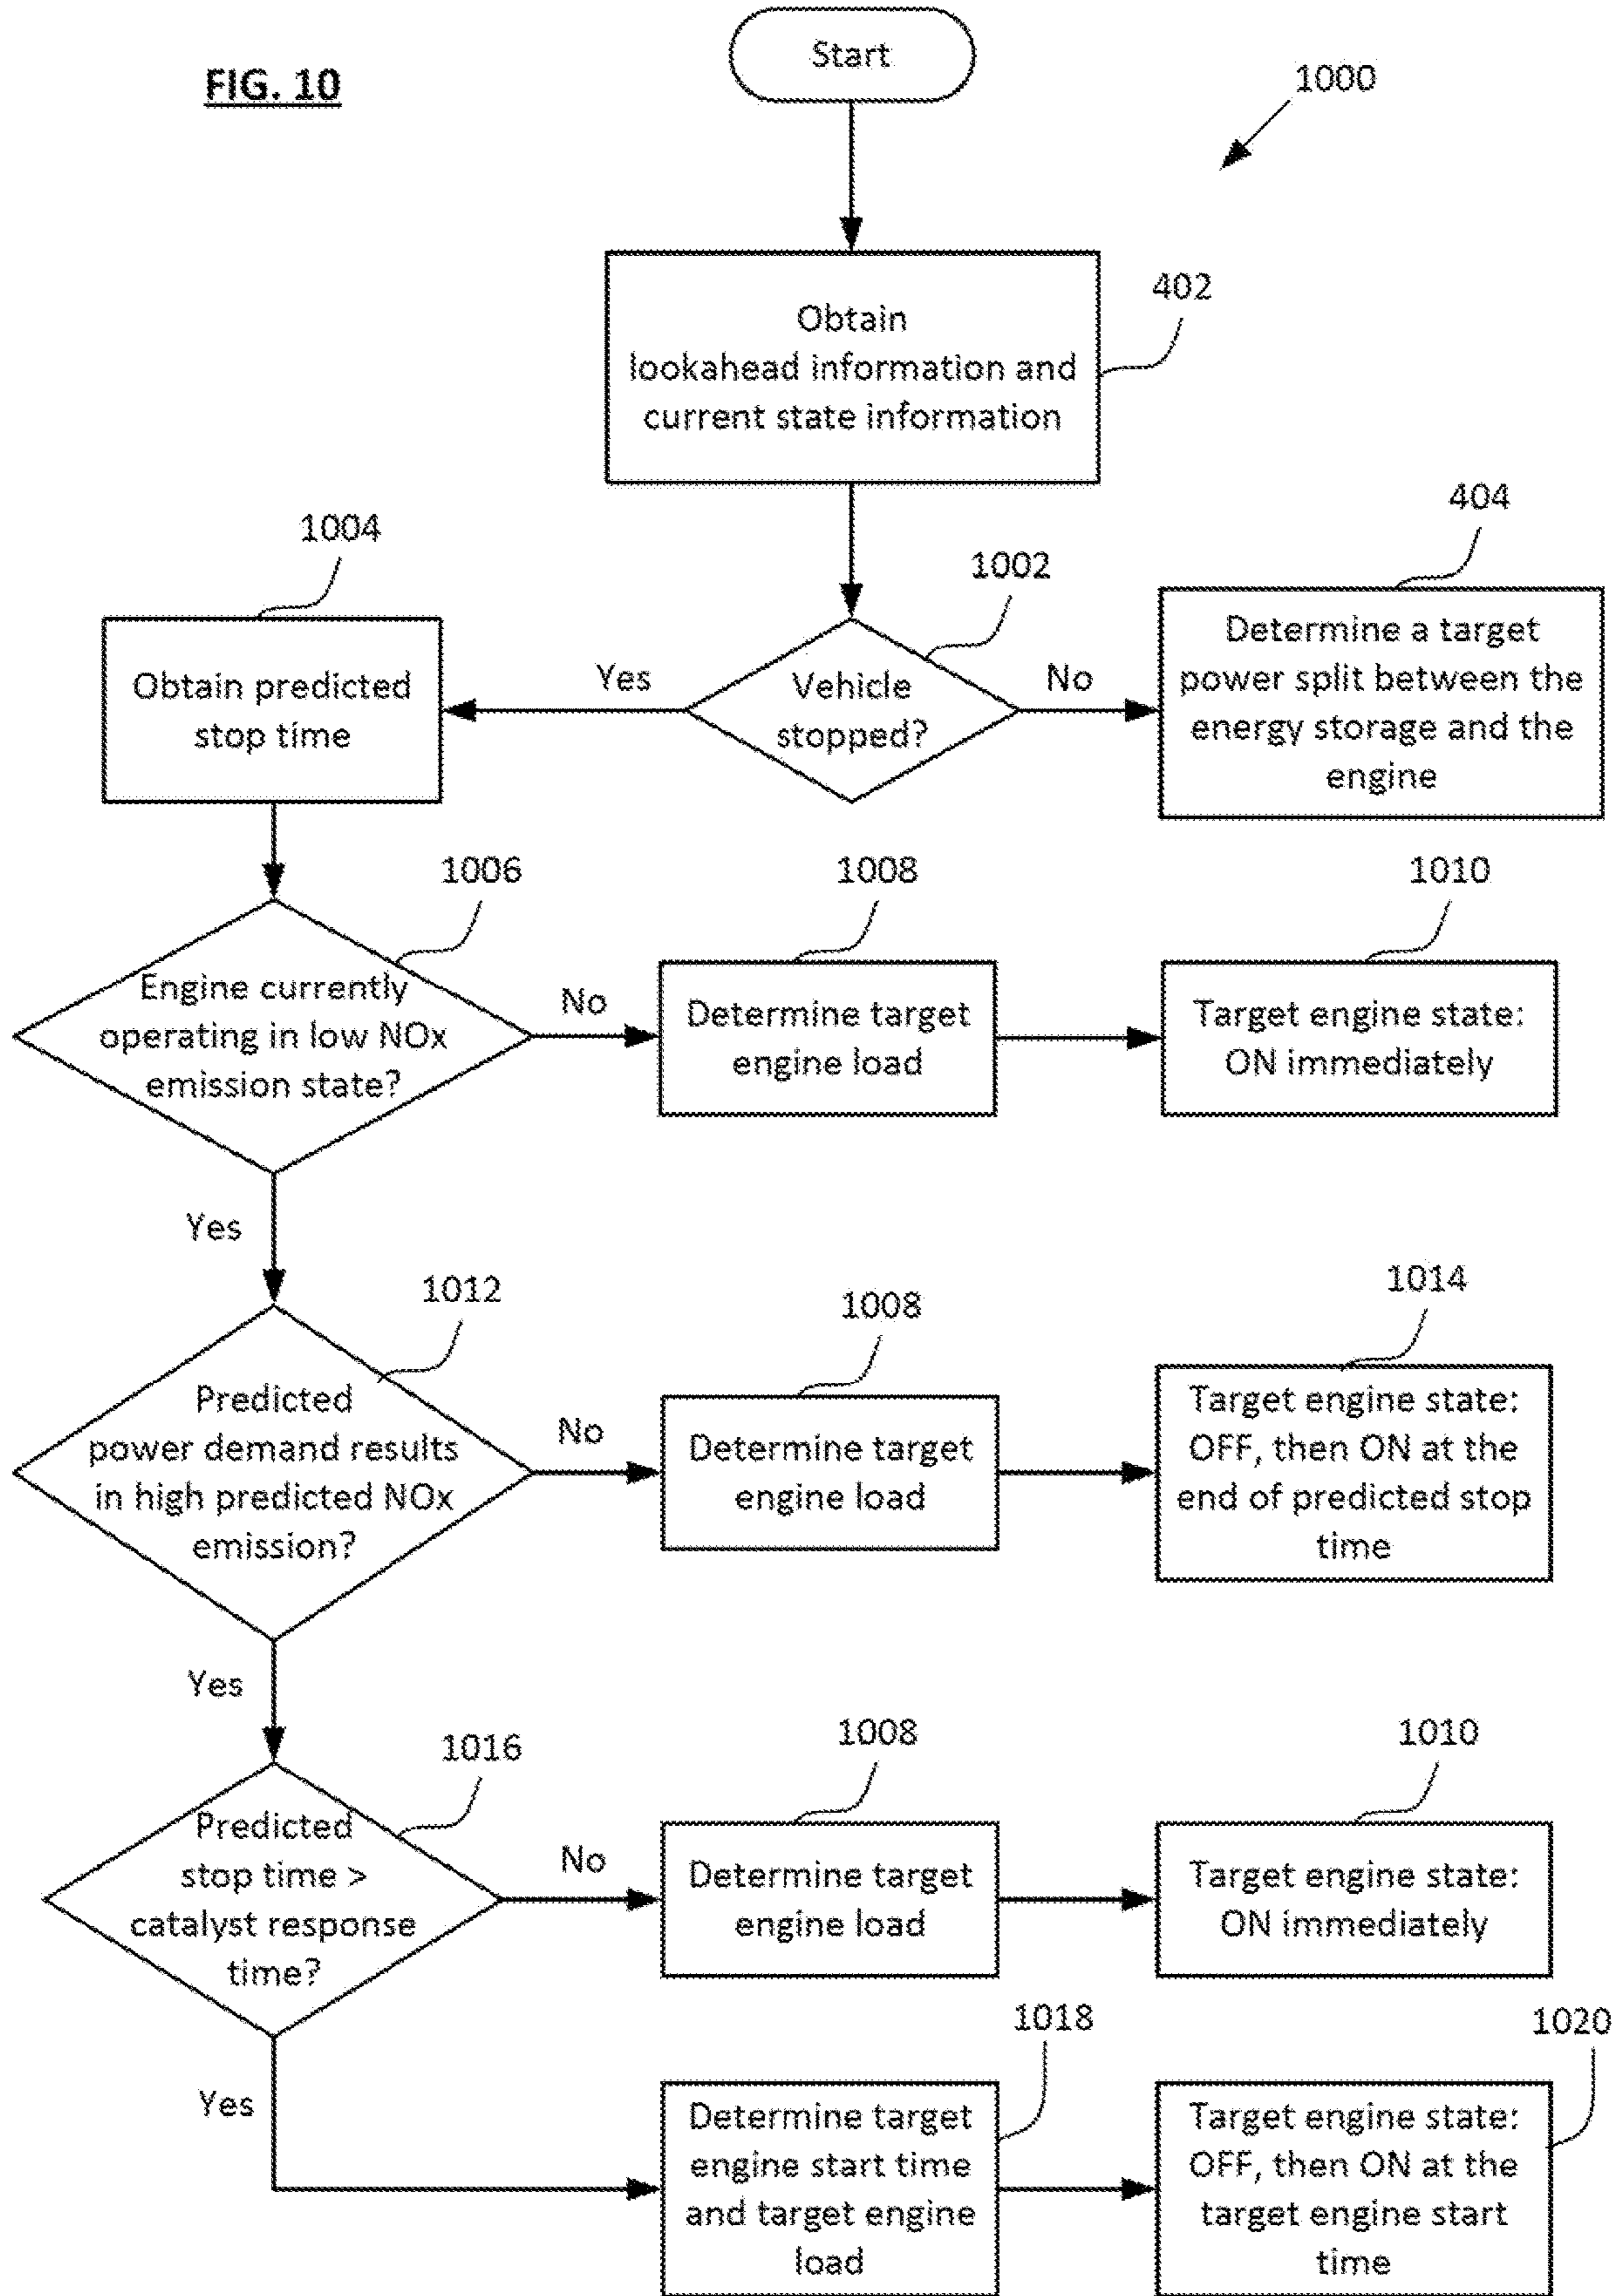 FIG. 10
Start
1000
Obtain
lookahead information and
current state information
402
1004
Obtain predicted
stop time
Yes
1002
Vehicle
stopped?
No
404
Determine a target
power split between the
energy storage and the
engine
1006
Engine currently
operating in low NOx
emission state?
No
1008
Determine target
engine load
1010
Target engine state:
ON immediately
Yes
1012
Predicted
power demand results
in high predicted NOx
emission?
No
1008
Determine target
engine load
1014
Target engine state:
OFF, then ON at the
end of predicted stop
time
Yes
1016
Predicted
stop time >
catalyst response
time?
No
1008
Determine target
engine load
1010
Target engine state:
ON immediately
Yes
1018
Determine target
engine start time
and target engine
load
1020
Target engine state:
OFF, then ON at the
target engine start
time